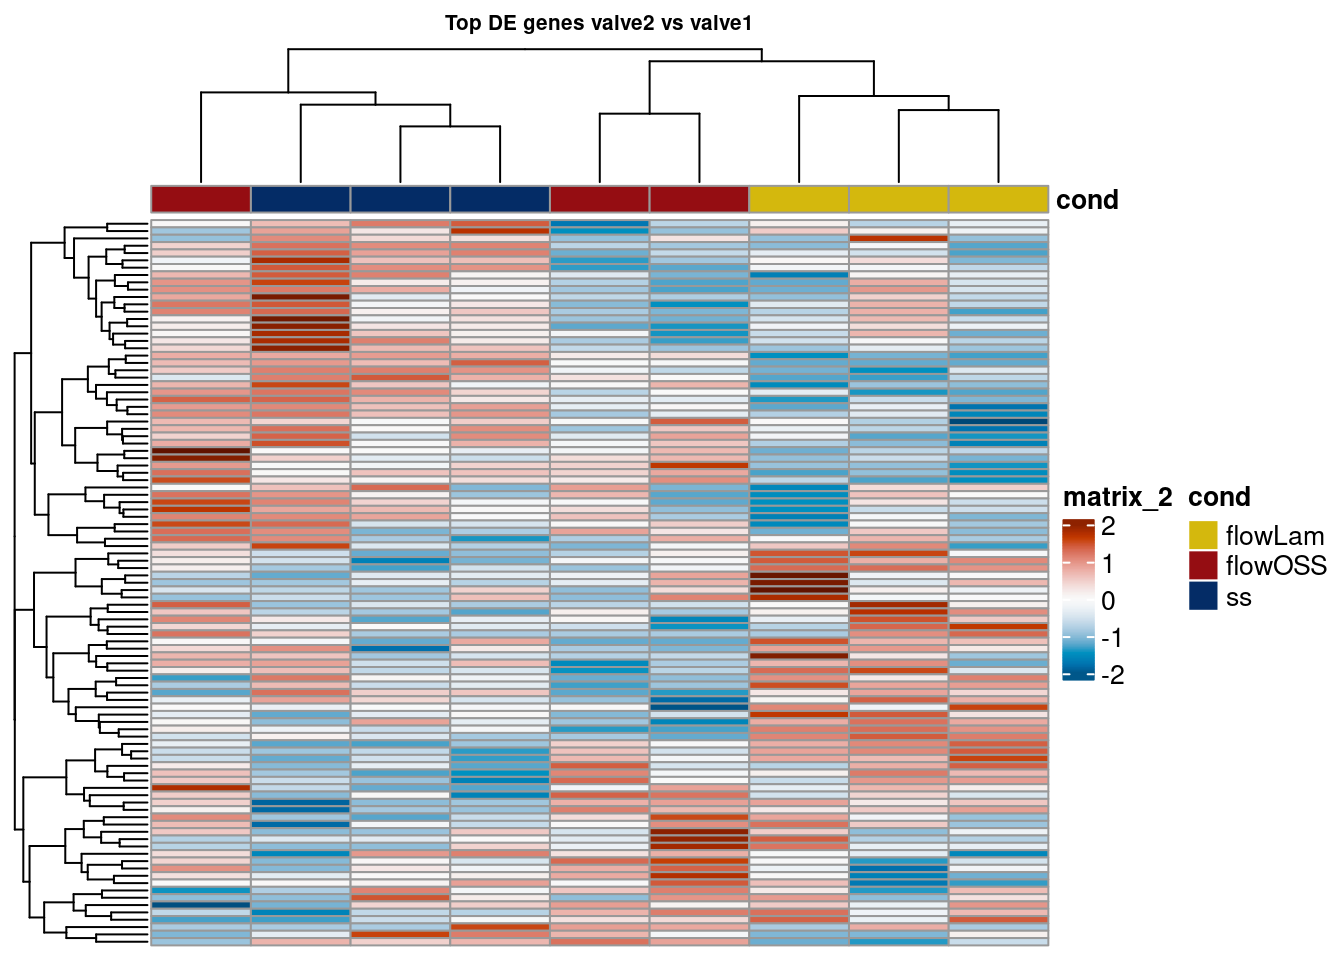 Top DE genes valve2 vs valve1
cond
matrix_2
2
1
0
-1
-2
cond
flowLam
flowOSS
ss